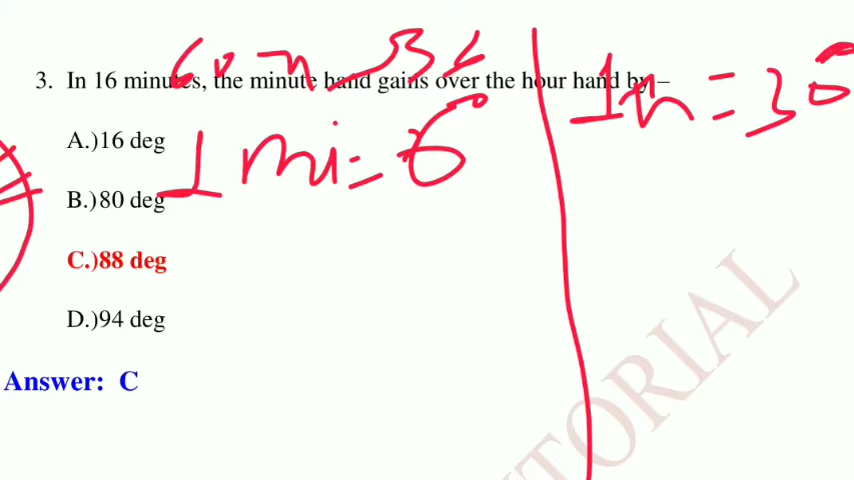 3. In 16 minutes, the minute hand gains over the hour hand by –
A.)16 deg
B.)80 deg
C.)88 deg
D.)94 deg
Answer: C
1 mi = 6°
1h = 30°